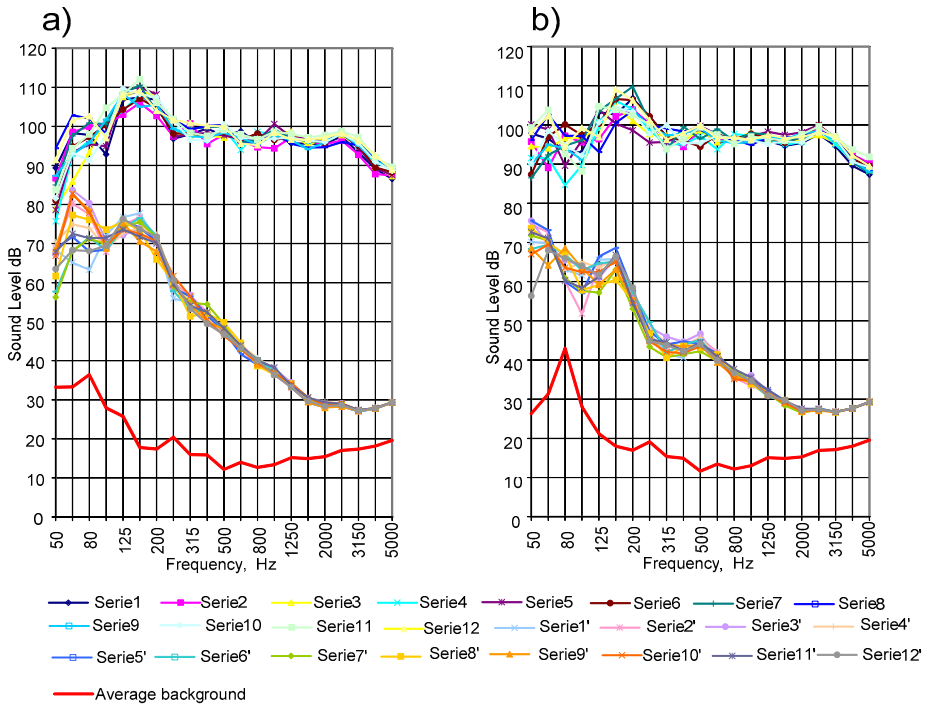 a)
b)
120
110
100
90
80
70
60
50
40
30
20
10
0
Sound Level dB
50 80 125 200 315 500 800 1250 2000 3150 5000
Frequency, Hz
120
110
100
90
80
70
60
50
40
30
20
10
0
Sound Level dB
50 80 125 200 315 500 800 1250 2000 3150 5000
Frequency, Hz
Serie1 Serie2 Serie3 Serie4 Serie5 Serie6 Serie7 Serie8
Serie9 Serie10 Serie11 Serie12 Serie1' Serie2' Serie3' Serie4'
Serie5' Serie6' Serie7' Serie8' Serie9' Serie10' Serie11' Serie12'
Average background